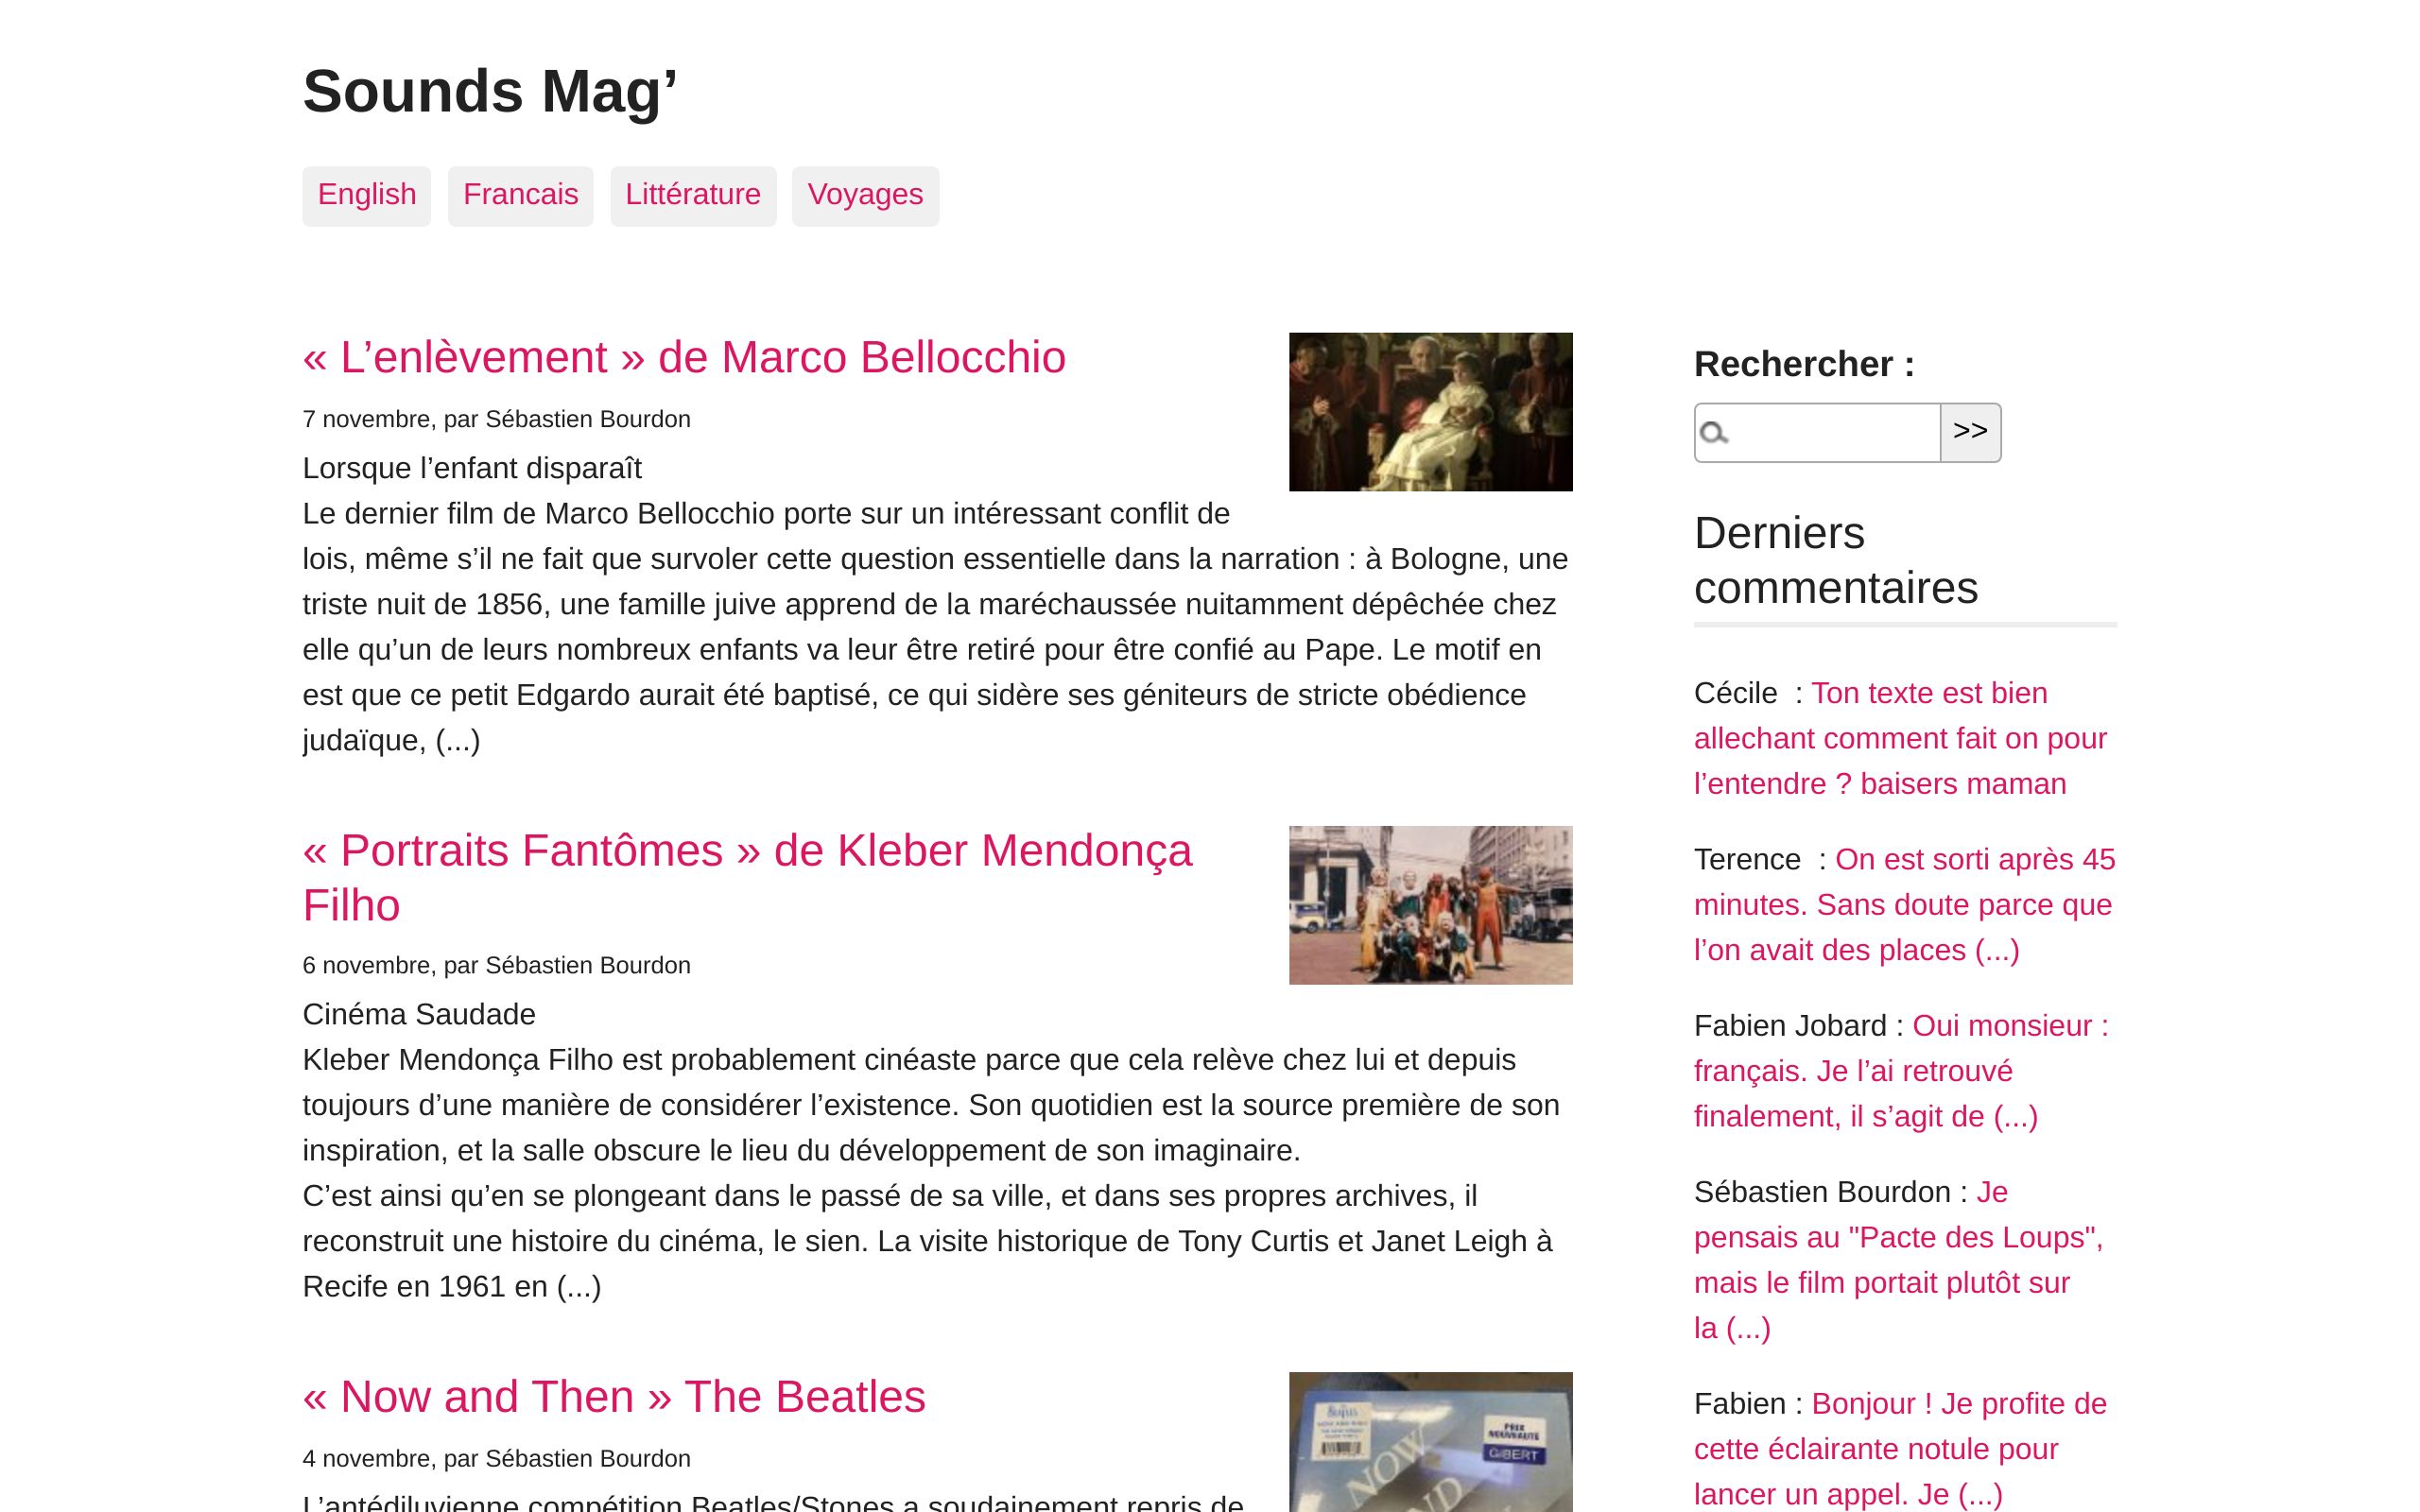 Sounds Mag’
English
Francais
Littérature
Voyages
« L’enlèvement » de Marco Bellocchio
7 novembre, par Sébastien Bourdon
Lorsque l’enfant disparaît
Le dernier film de Marco Bellocchio porte sur un intéressant conflit de
lois, même s’il ne fait que survoler cette question essentielle dans la narration : à Bologne, une
triste nuit de 1856, une famille juive apprend de la maréchaussée nuitamment dépêchée chez
elle qu’un de leurs nombreux enfants va leur être retiré pour être confié au Pape. Le motif en
est que ce petit Edgardo aurait été baptisé, ce qui sidère ses géniteurs de stricte obédience
judaïque, (...)
« Portraits Fantômes » de Kleber Mendonça
Filho
6 novembre, par Sébastien Bourdon
Cinéma Saudade
Kleber Mendonça Filho est probablement cinéaste parce que cela relève chez lui et depuis
toujours d’une manière de considérer l’existence. Son quotidien est la source première de son
inspiration, et la salle obscure le lieu du développement de son imaginaire.
C’est ainsi qu’en se plongeant dans le passé de sa ville, et dans ses propres archives, il
reconstruit une histoire du cinéma, le sien. La visite historique de Tony Curtis et Janet Leigh à
Recife en 1961 en (...)
« Now and Then » The Beatles
4 novembre, par Sébastien Bourdon
L’antédiluvienne compétition Beatles/Stones a soudainement repris de
PRIX
NOUVEAUTÉ
GIBERT
NOW
Rechercher :
>>
Derniers
commentaires
Cécile  : Ton texte est bien
allechant comment fait on pour
l’entendre ? baisers maman
Terence  : On est sorti après 45
minutes. Sans doute parce que
l’on avait des places (...)
Fabien Jobard : Oui monsieur :
français. Je l’ai retrouvé
finalement, il s’agit de (...)
Sébastien Bourdon : Je
pensais au "Pacte des Loups",
mais le film portait plutôt sur
la (...)
Fabien : Bonjour ! Je profite de
cette éclairante notule pour
lancer un appel. Je (...)